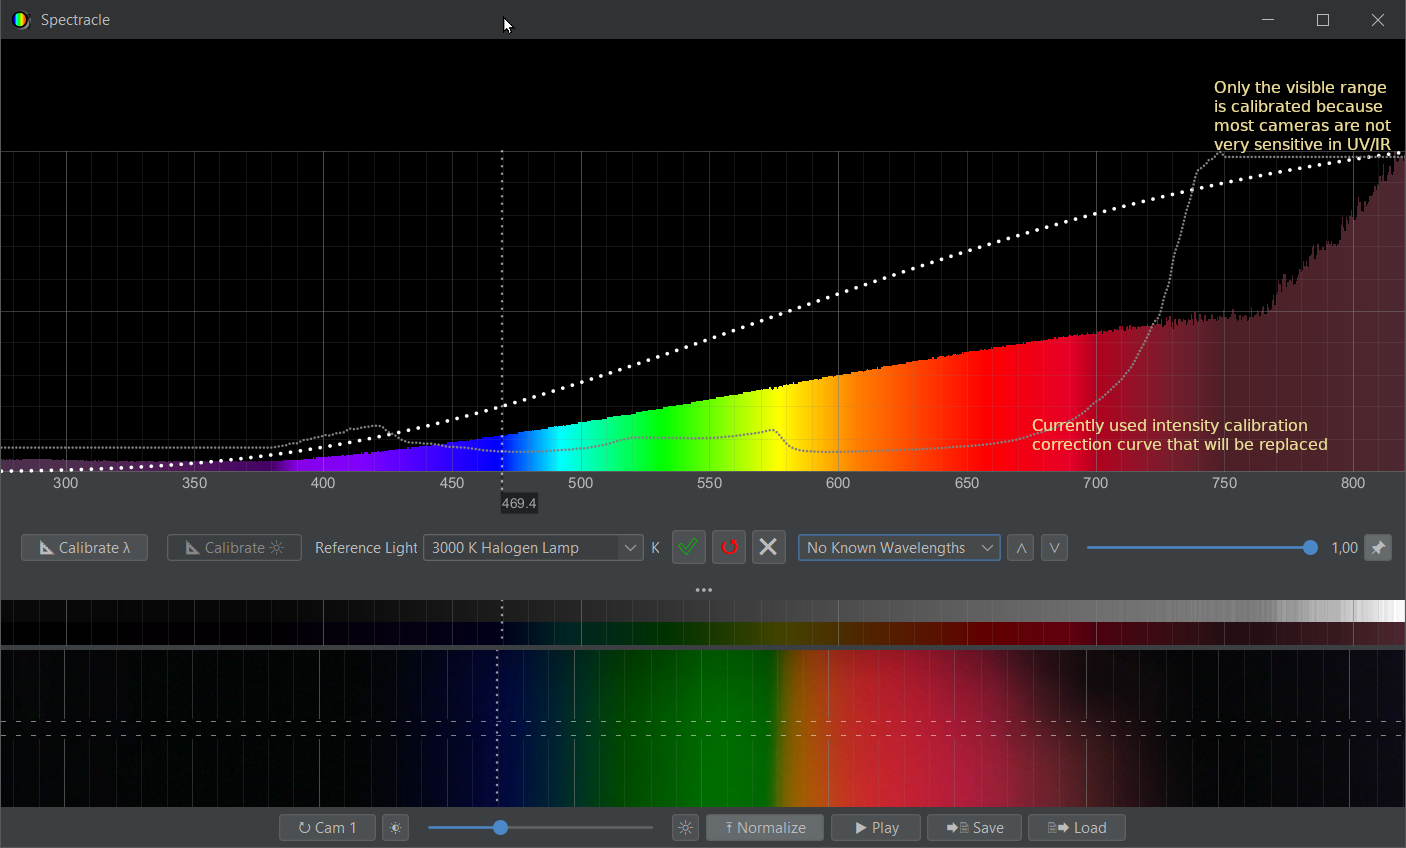 Spectracle
Only the visible range
is calibrated because
most cameras are not
very sensitive in UV/IR
Currently used intensity calibration
correction curve that will be replaced
300 350 400 450 500 550 600 650 700 750 800
469.4
Calibrate λ Calibrate Reference Light 3000 K Halogen Lamp K No Known Wavelengths 1,00
Cam 1 Normalize Play Save Load